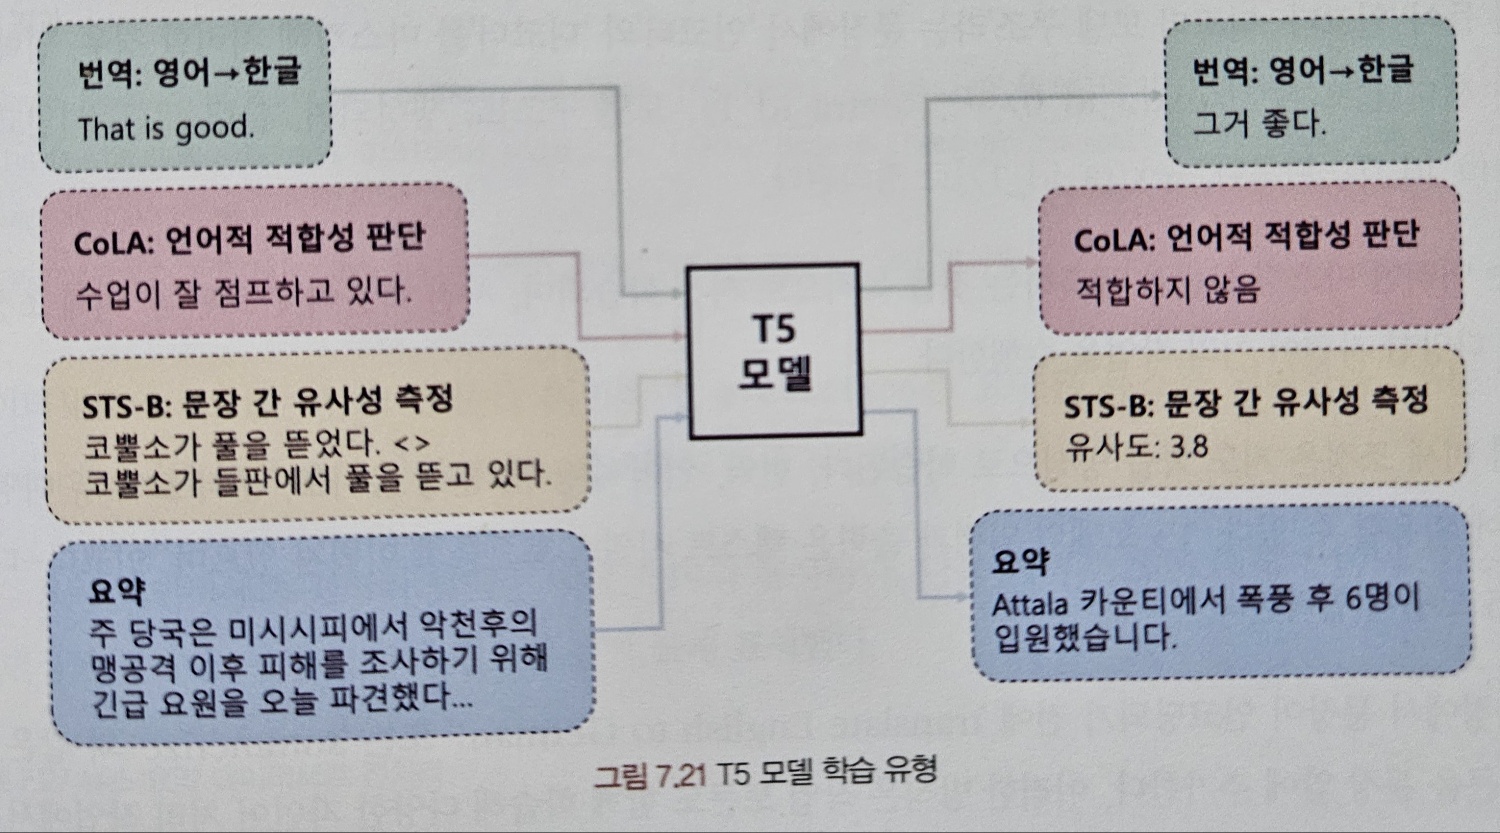 번역: 영어→한글
That is good.
CoLA: 언어적 적합성 판단
수업이 잘 점프하고 있다.
STS-B: 문장 간 유사성 측정
코뿔소가 풀을 뜯었다. <>
코뿔소가 들판에서 풀을 뜯고 있다.
요약
주 당국은 미시시피에서 악천후의
맹공격 이후 피해를 조사하기 위해
긴급 요원을 오늘 파견했다...
T5
모델
번역: 영어→한글
그거 좋다.
CoLA: 언어적 적합성 판단
적합하지 않음
STS-B: 문장 간 유사성 측정
유사도: 3.8
요약
Attala 카운티에서 폭풍 후 6명이
입원했습니다.
그림 7.21 T5 모델 학습 유형